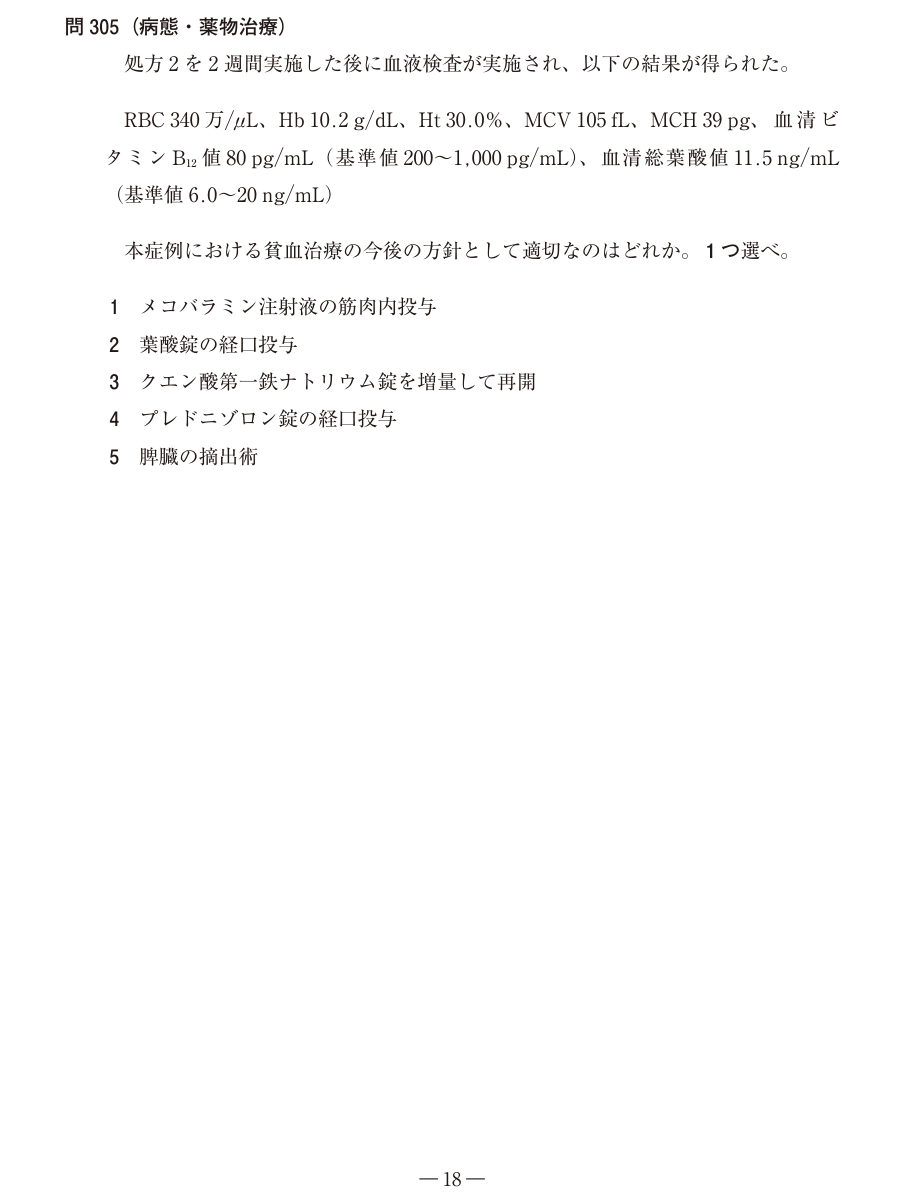 問 305（病態・薬物治療）
処方 2 を 2 週間実施した後に血液検査が実施され、以下の結果が得られた。
RBC 340 万/μL、Hb 10.2 g/dL、Ht 30.0%、MCV 105 fL、MCH 39 pg、血清ビ
タミン B₁₂ 値 80 pg/mL（基準値 200〜1,000 pg/mL）、血清総葉酸値 11.5 ng/mL
（基準値 6.0〜20 ng/mL）
本症例における貧血治療の今後の方針として適切なのはどれか。1 つ選べ。
1 メコバラミン注射液の筋肉内投与
2 葉酸錠の経口投与
3 クエン酸第一鉄ナトリウム錠を増量して再開
4 プレドニゾロン錠の経口投与
5 脾臓の摘出術
— 18 —